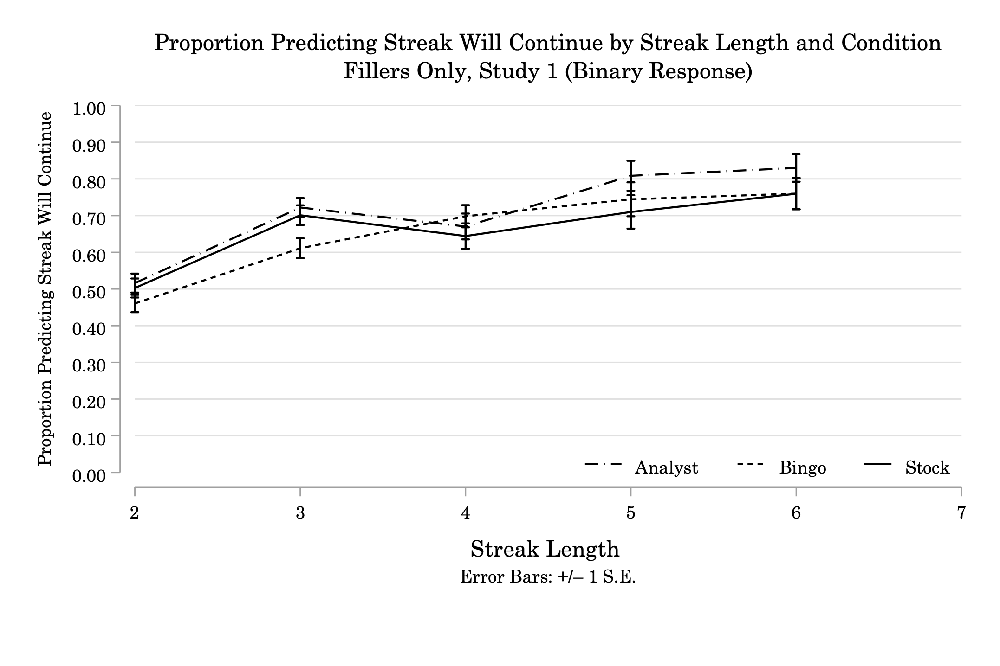 Proportion Predicting Streak Will Continue by Streak Length and Condition
Fillers Only, Study 1 (Binary Response)
Proportion Predicting Streak Will Continue
1.00
0.90
0.80
0.70
0.60
0.50
0.40
0.30
0.20
0.10
0.00
Analyst
Bingo
Stock
2
3
4
5
6
7
Streak Length
Error Bars: +/– 1 S.E.